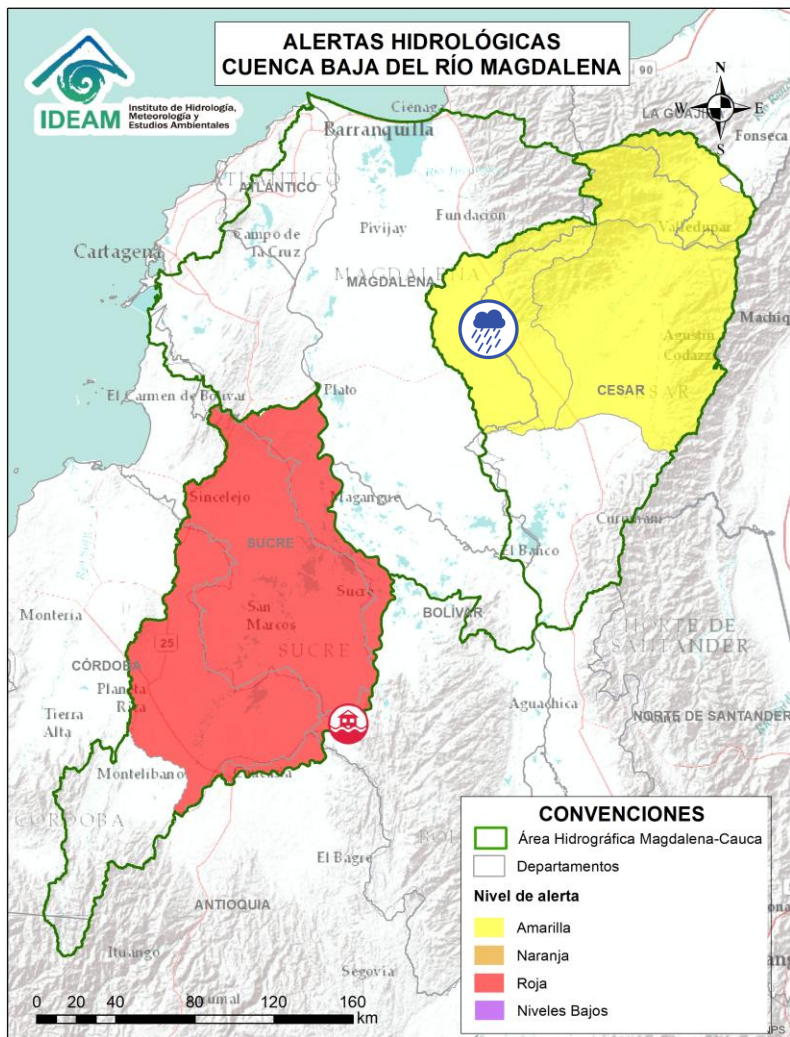 ALERTAS HIDROLÓGICAS
CUENCA BAJA DEL RÍO MAGDALENA
IDEAM
Instituto de Hidrología,
Meteorología y
Estudios Ambientales
N
W
E
S
90
LA GUAJIRA
Fonseca
Ciénaga
Barranquilla
ATLÁNTICO
Fundación
Pivijay
Valledupar
Campo de
la Cruz
Cartagena
MAGDALENA
MAGDALENA
Machiq
Agustín
Codazzi
CESAR
El Carmen de Bolívar
Plato
Sincelejo
Magangué
Curumaní
SUCRE
El Banco
Sucre
BOLÍVAR
San
Marcos
Montería
SUCRE
NORTE DE
SANTANDER
25
CÓRDOBA
Planeta
Rica
Aguachica
Tierra
Alta
NORTE DE SANTANDER
Montelíbano
CÓRDOBA
El Bagre
ANTIOQUIA
Ituango
Segovia
0 20 40 80 120 160
km
CONVENCIONES
Área Hidrográfica Magdalena-Cauca
Departamentos
Nivel de alerta
Amarilla
Naranja
Roja
Niveles Bajos